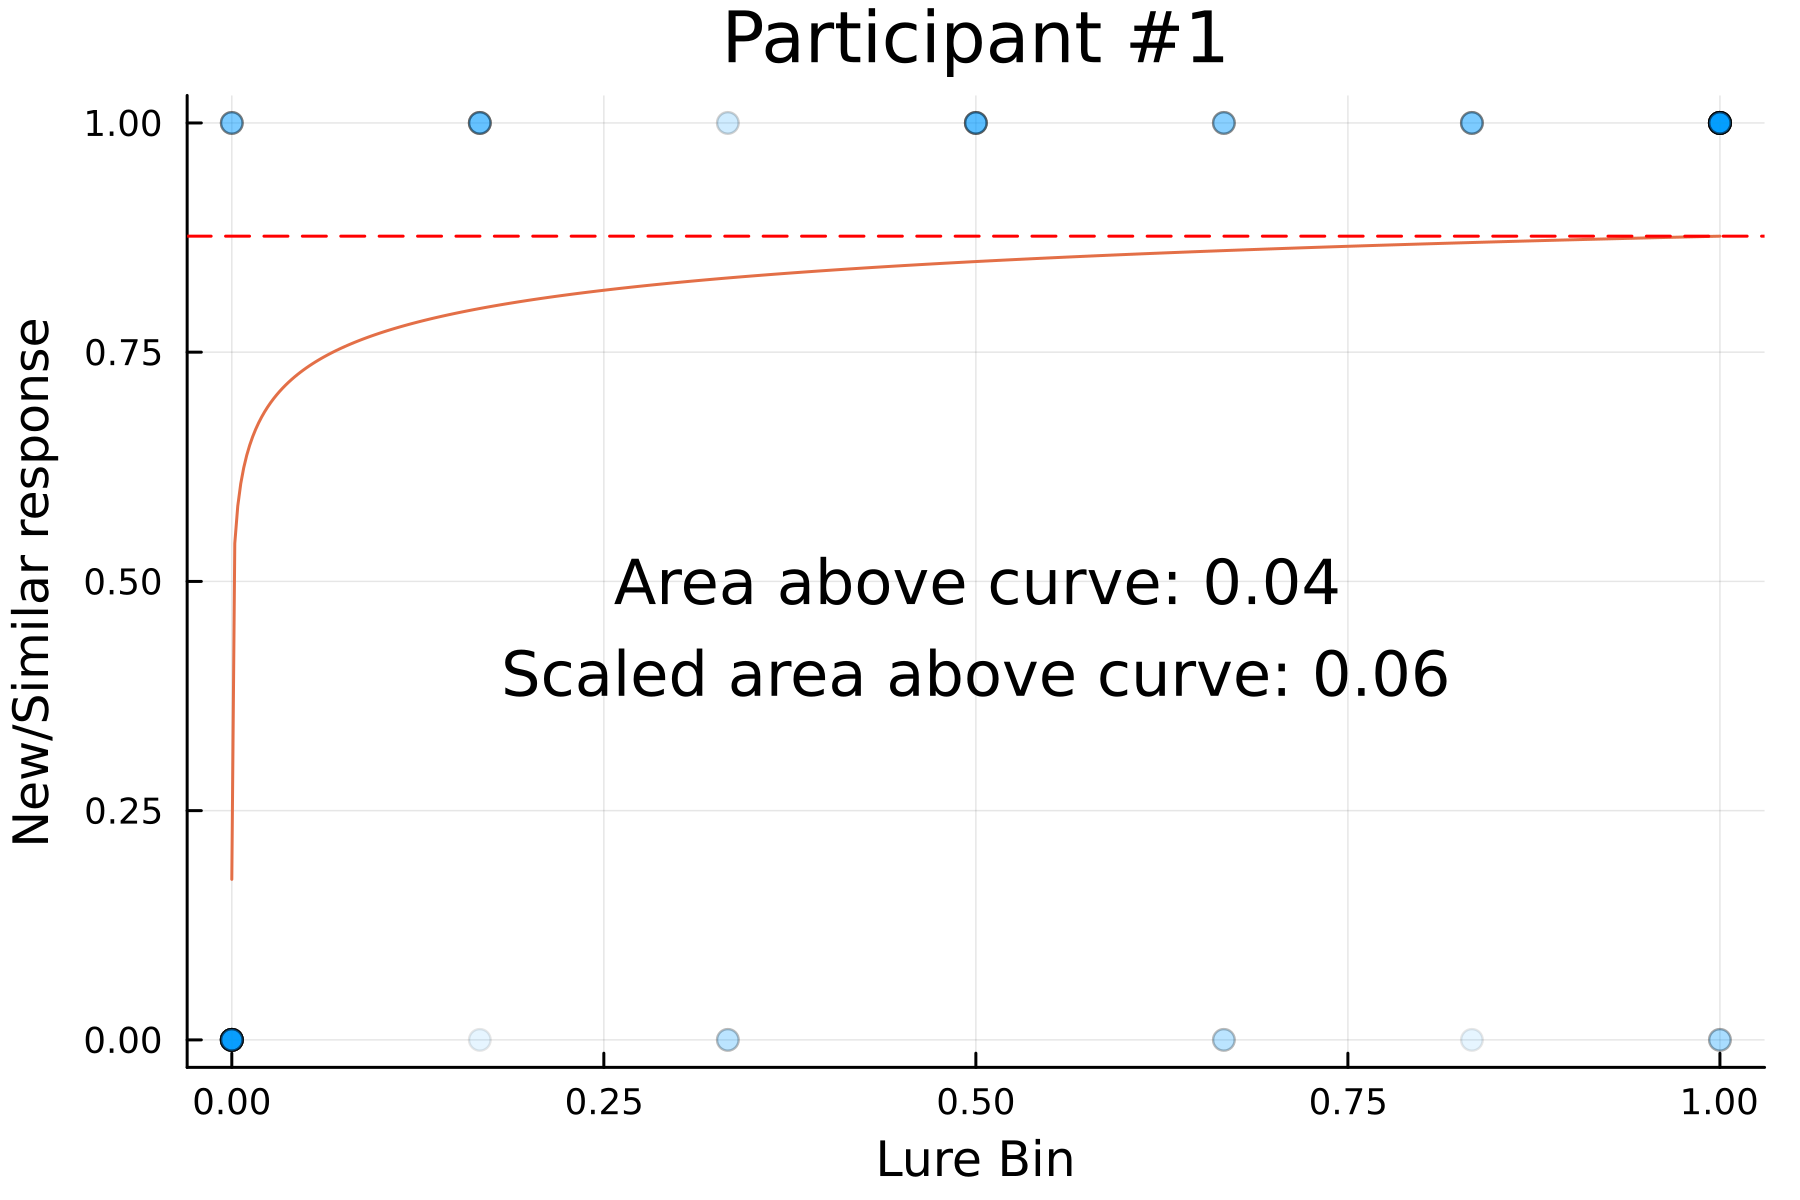 Participant #1
1.00
0.75
0.50
0.25
0.00
New/Similar response
Area above curve: 0.04
Scaled area above curve: 0.06
0.00 0.25 0.50 0.75 1.00
Lure Bin